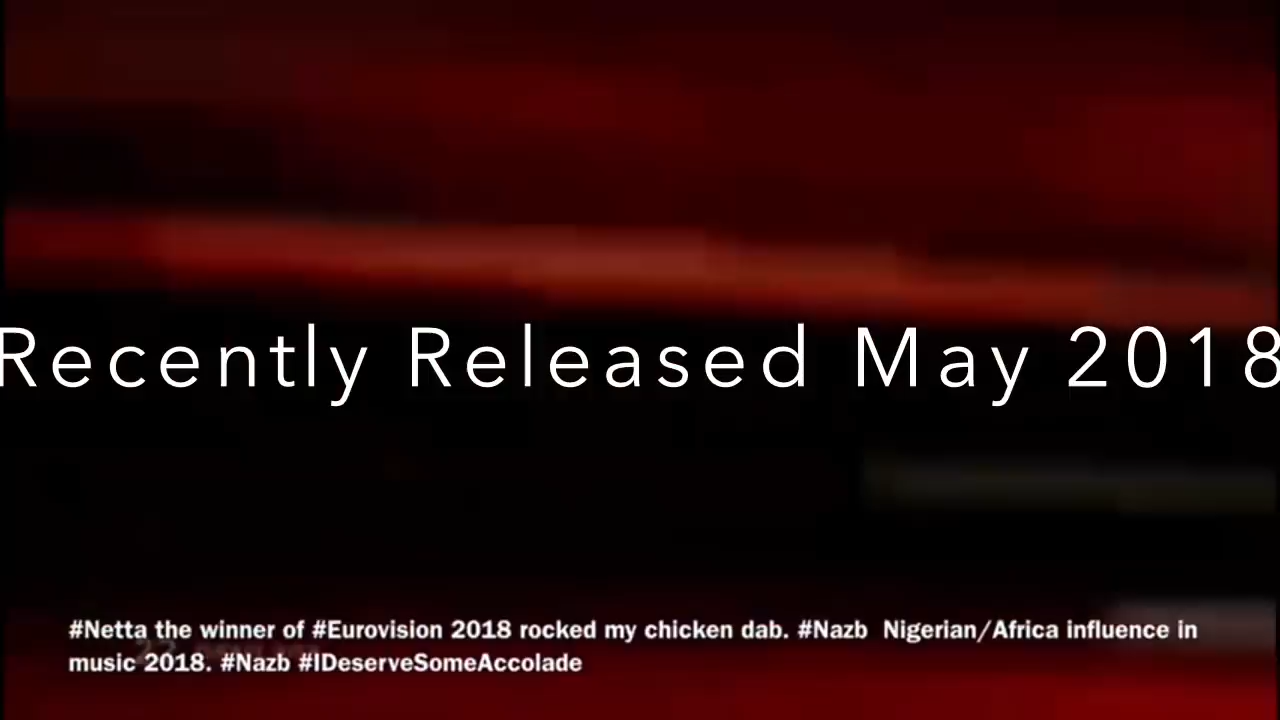 Recently Released May 2018
#Netta the winner of #Eurovision 2018 rocked my chicken dab. #Nazb  Nigerian/Africa influence in
music 2018. #Nazb #IDeserveSomeAccolade